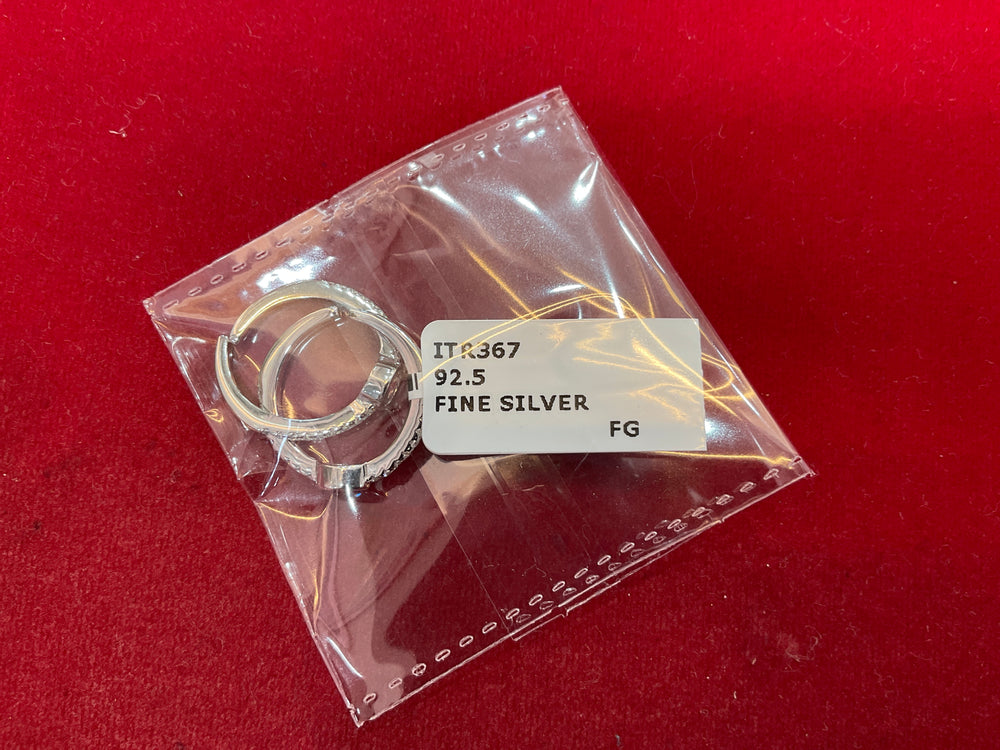 ITR367
92.5
FINE SILVER
FG